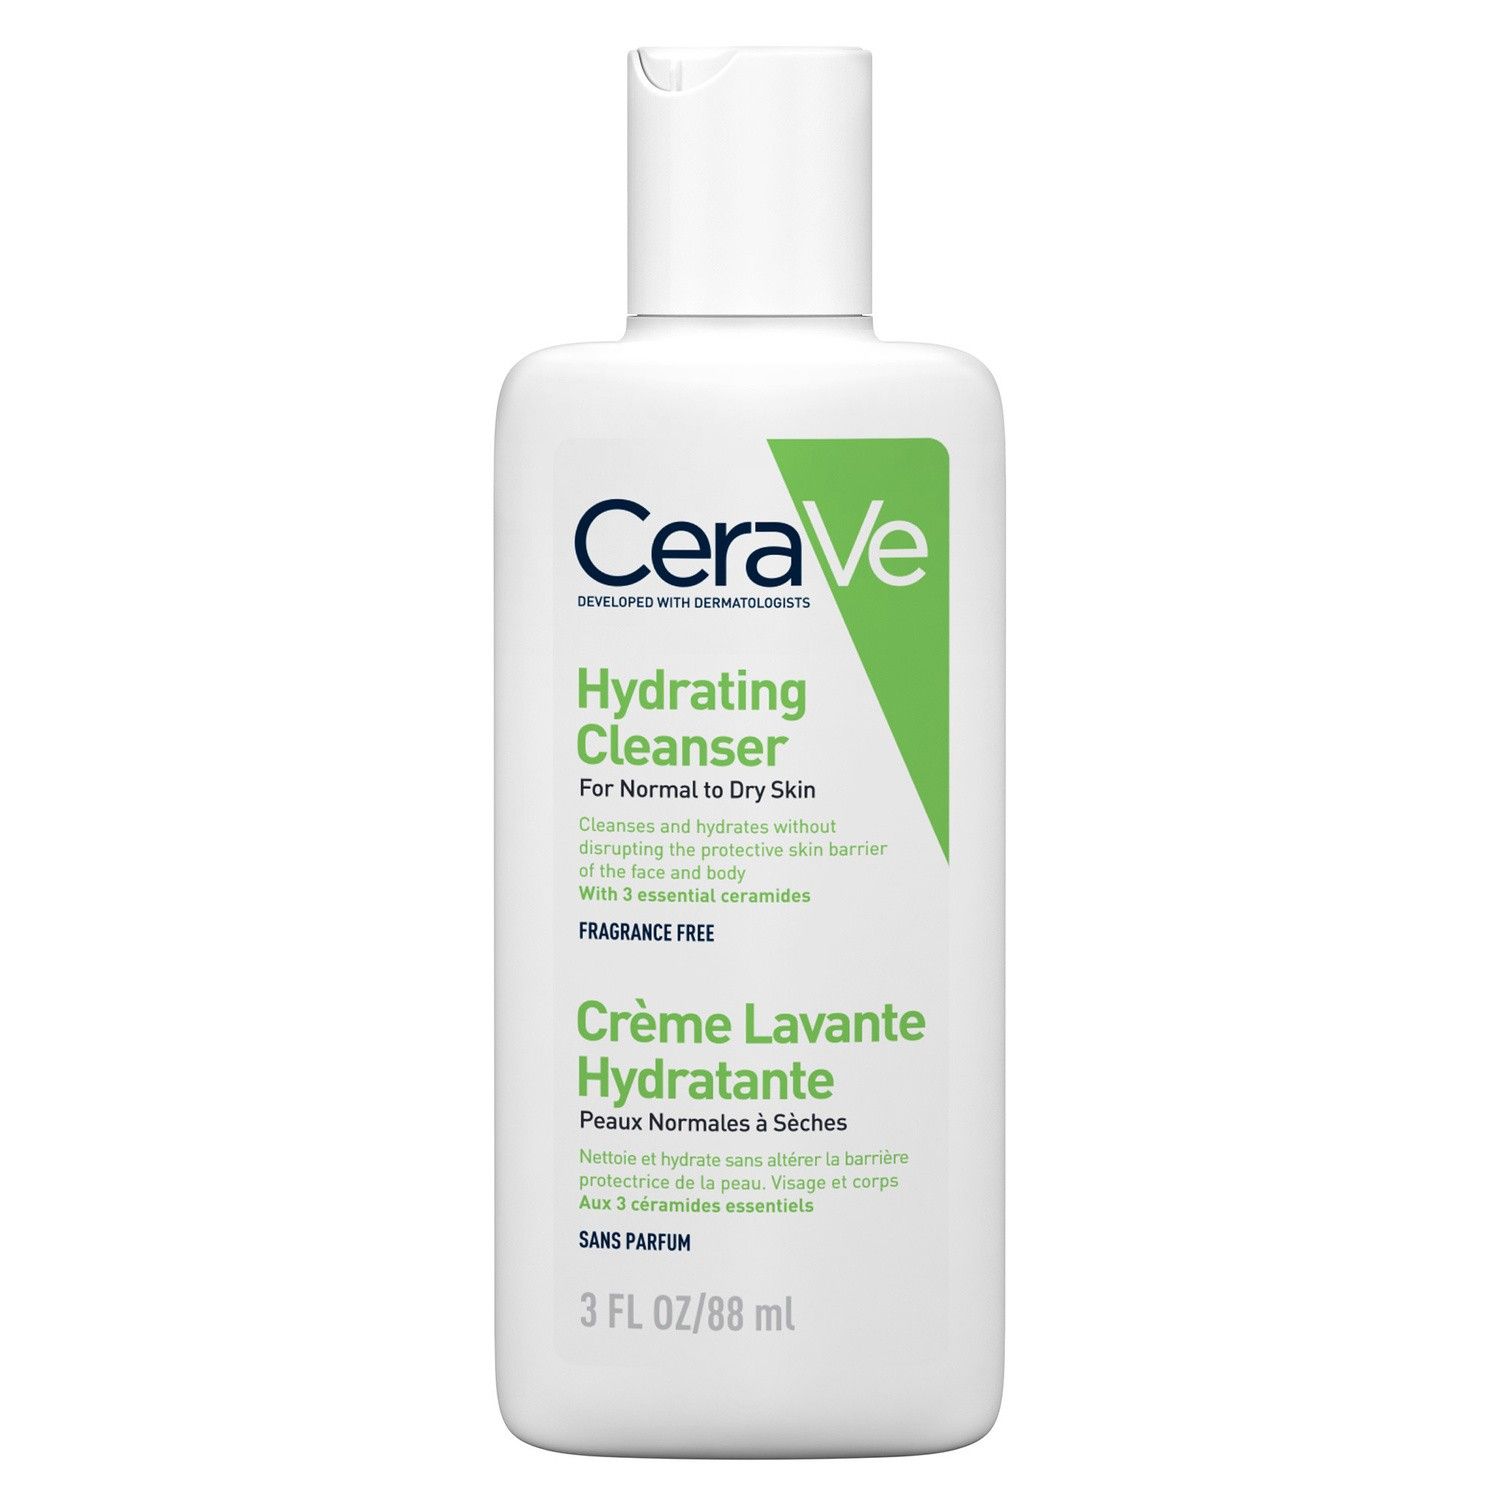 CeraVe
DEVELOPED WITH DERMATOLOGISTS
Hydrating
Cleanser
For Normal to Dry Skin
Cleanses and hydrates without
disrupting the protective skin barrier
of the face and body
With 3 essential ceramides
FRAGRANCE FREE
Crème Lavante
Hydratante
Peaux Normales à Sèches
Nettoie et hydrate sans altérer la barrière
protectrice de la peau. Visage et corps
Aux 3 céramides essentiels
SANS PARFUM
3 FL OZ/88 ml